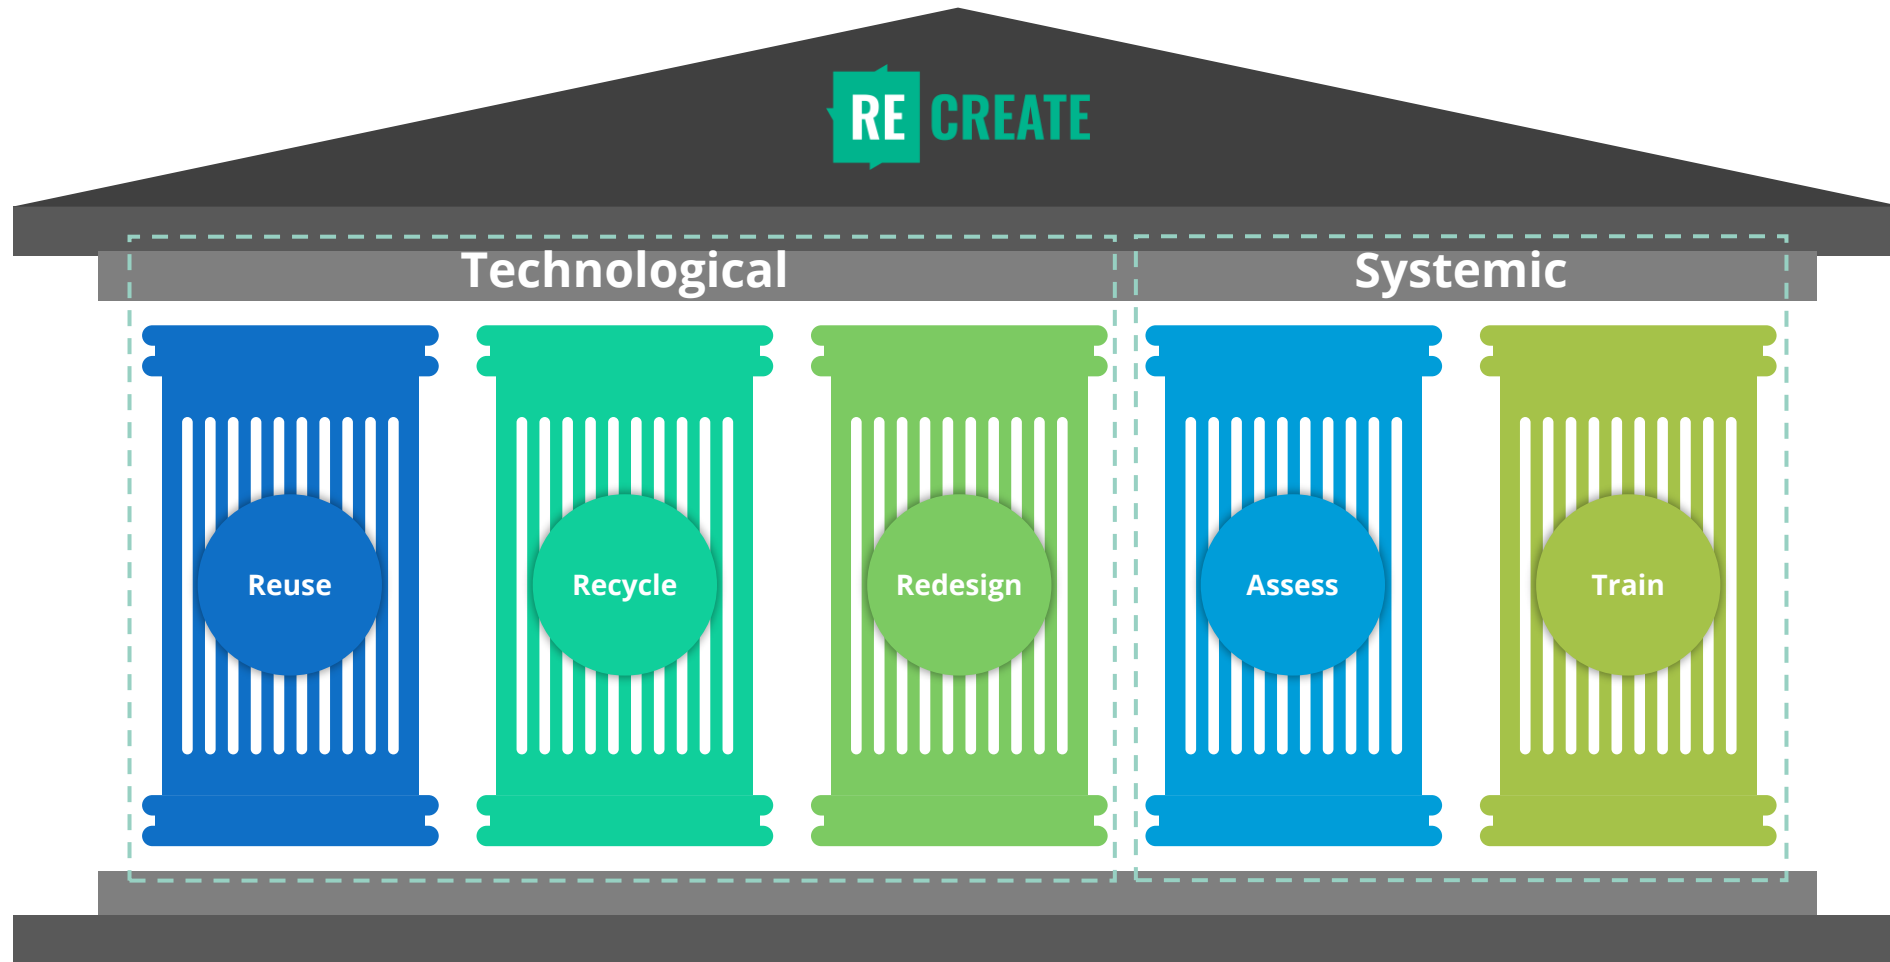 RE CREATE
Technological
Systemic
Reuse
Recycle
Redesign
Assess
Train